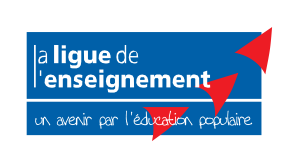 la ligue de
l'enseignement
un avenir par l'éducation populaire